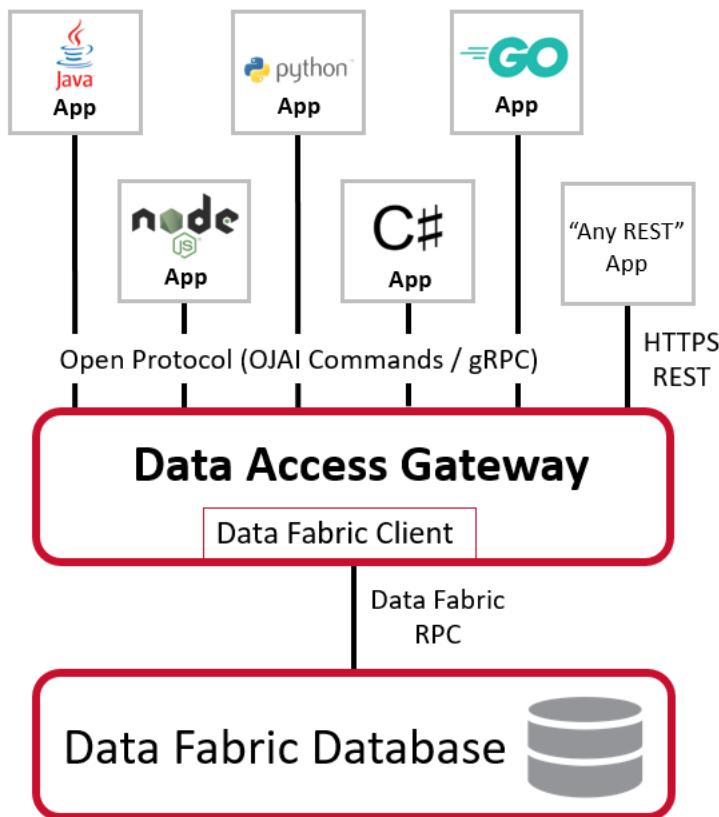 Java
App
python™
App
GO
App
node
JS
App
C#
App
"Any REST"
App
Open Protocol (OJAI Commands / gRPC)
HTTPS
REST
Data Access Gateway
Data Fabric Client
Data Fabric
RPC
Data Fabric Database